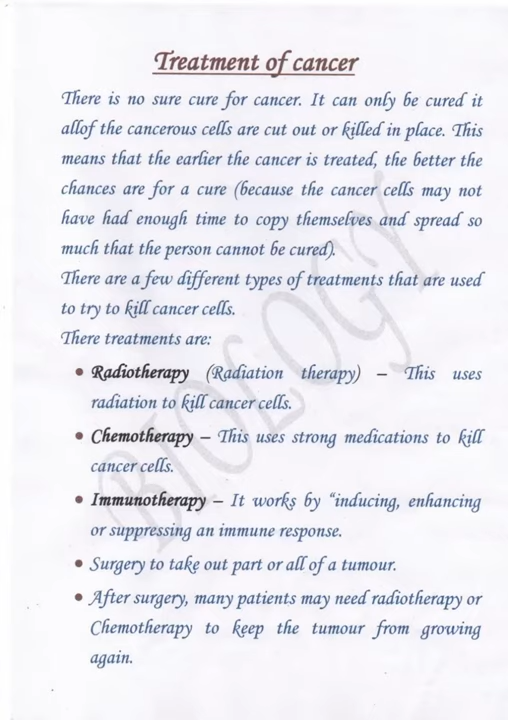 Treatment of cancer
There is no sure cure for cancer. It can only be cured it
allof the cancerous cells are cut out or killed in place. This
means that the earlier the cancer is treated, the better the
chances are for a cure (because the cancer cells may not
have had enough time to copy themselves and spread so
much that the person cannot be cured).
There are a few different types of treatments that are used
to try to kill cancer cells.
There treatments are:
• Radiotherapy (Radiation therapy) – This uses
radiation to kill cancer cells.
• Chemotherapy – This uses strong medications to kill
cancer cells.
• Immunotherapy – It works by "inducing, enhancing
or suppressing an immune response.
• Surgery to take out part or all of a tumour.
• After surgery, many patients may need radiotherapy or
Chemotherapy to keep the tumour from growing
again.
BIOLOGY